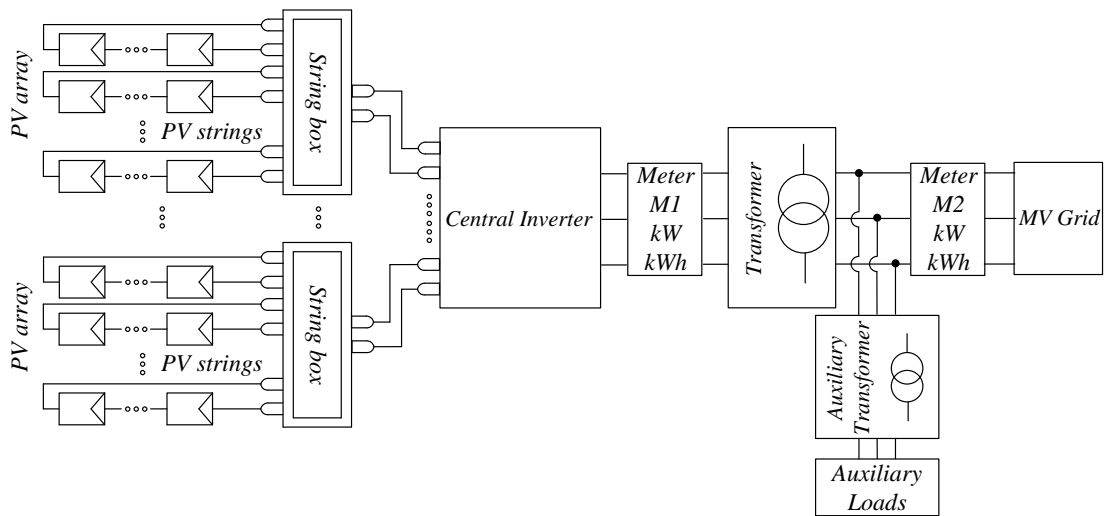 PV array
PV strings
String box
PV array
PV strings
String box
Central Inverter
Meter
M1
kW
kWh
Transformer
Meter
M2
kW
kWh
MV Grid
Auxiliary
Transformer
Auxiliary
Loads